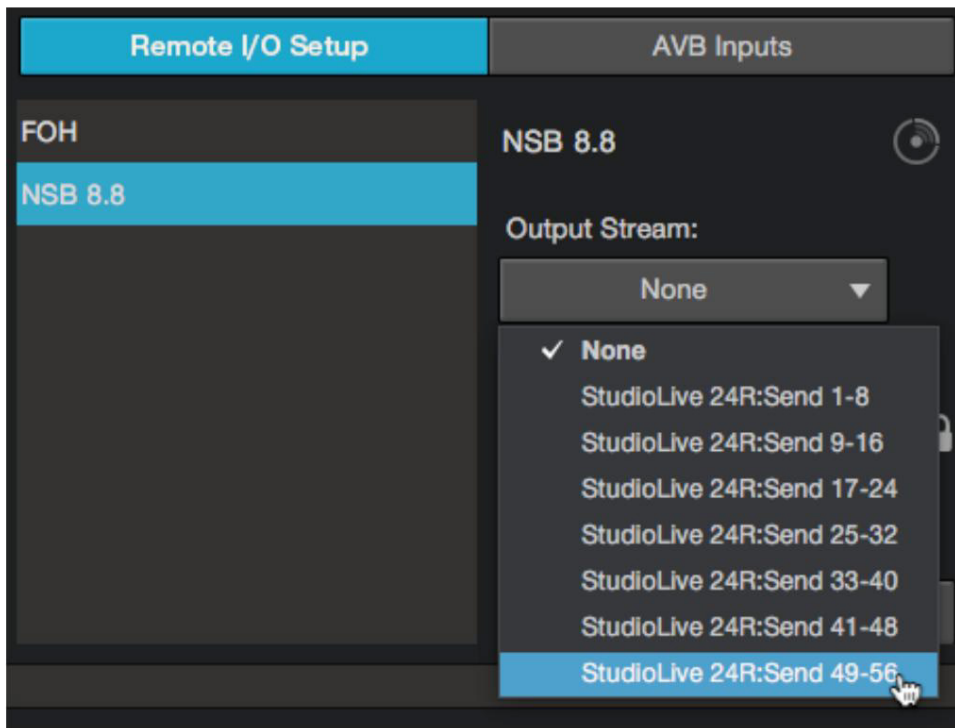 Remote I/O Setup
AVB Inputs
FOH
NSB 8.8
NSB 8.8
Output Stream:
None
None
StudioLive 24R:Send 1-8
StudioLive 24R:Send 9-16
StudioLive 24R:Send 17-24
StudioLive 24R:Send 25-32
StudioLive 24R:Send 33-40
StudioLive 24R:Send 41-48
StudioLive 24R:Send 49-56